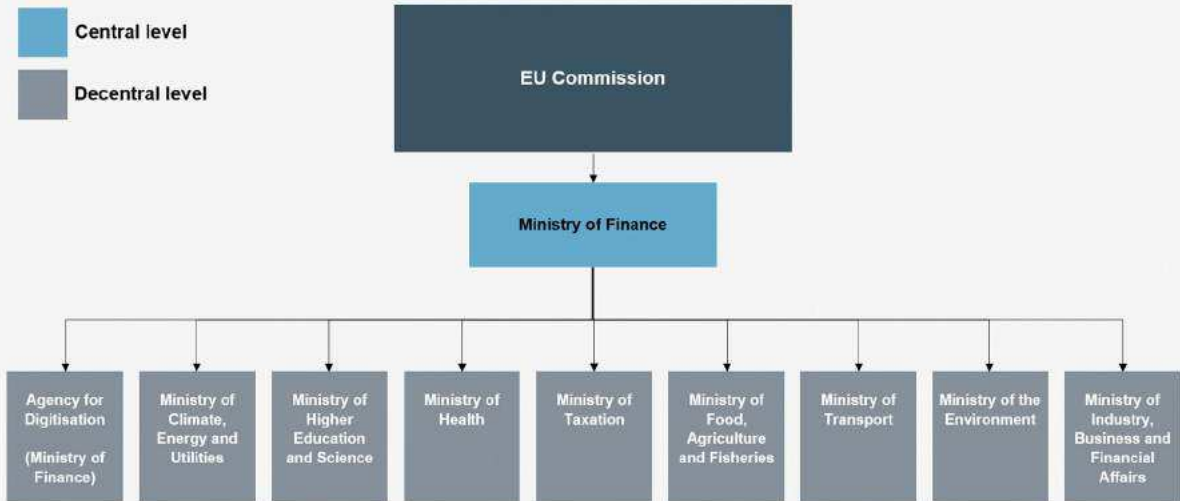 Central level
Decentral level
EU Commission
Ministry of Finance
Agency for
Digitisation
(Ministry of
Finance)
Ministry of
Climate,
Energy and
Utilities
Ministry of
Higher
Education
and Science
Ministry of
Health
Ministry of
Taxation
Ministry of
Food,
Agriculture
and Fisheries
Ministry of
Transport
Ministry of the
Environment
Ministry of
Industry,
Business and
Financial
Affairs